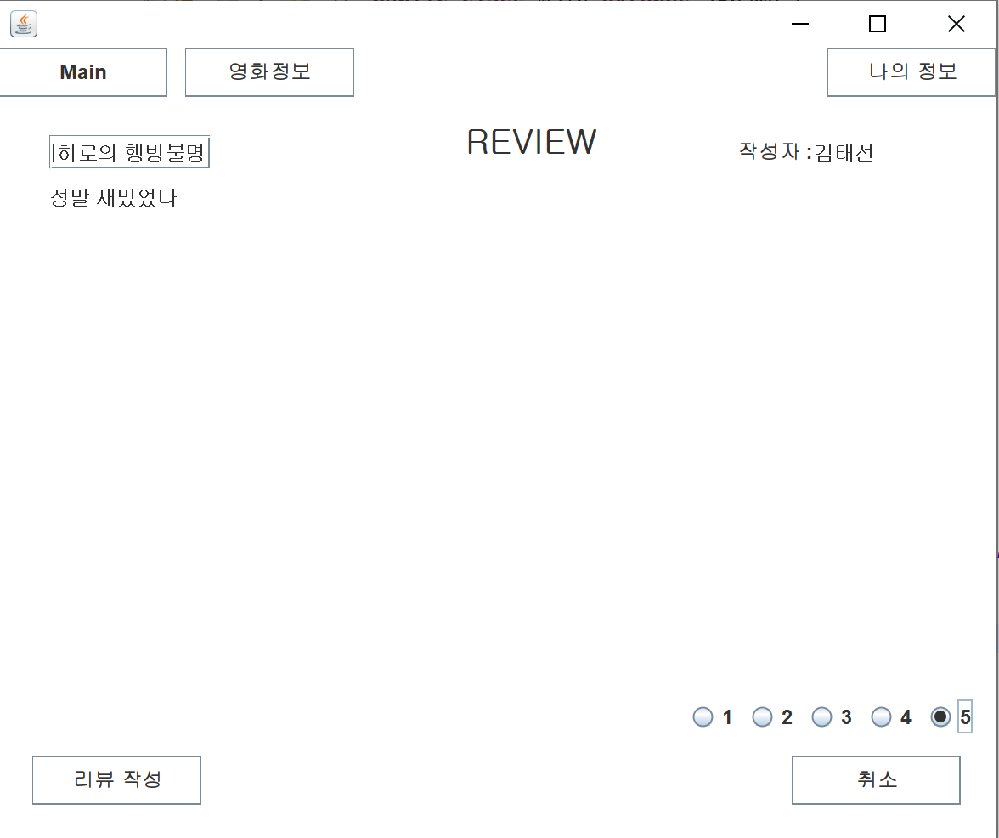 Main 영화정보 나의 정보
REVIEW
히로의 행방불명 작성자 : 김태선
정말 재밌었다
1 2 3 4 5
리뷰 작성 취소